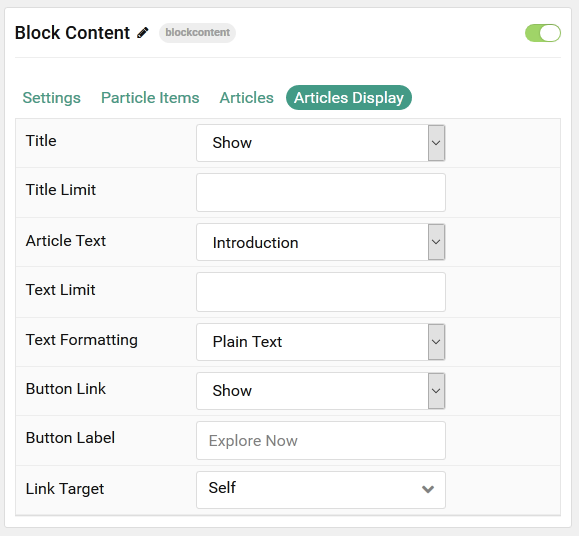 Block Content blockcontent
Settings Particle Items Articles Articles Display
Title Show
Title Limit
Article Text Introduction
Text Limit
Text Formatting Plain Text
Button Link Show
Button Label Explore Now
Link Target Self